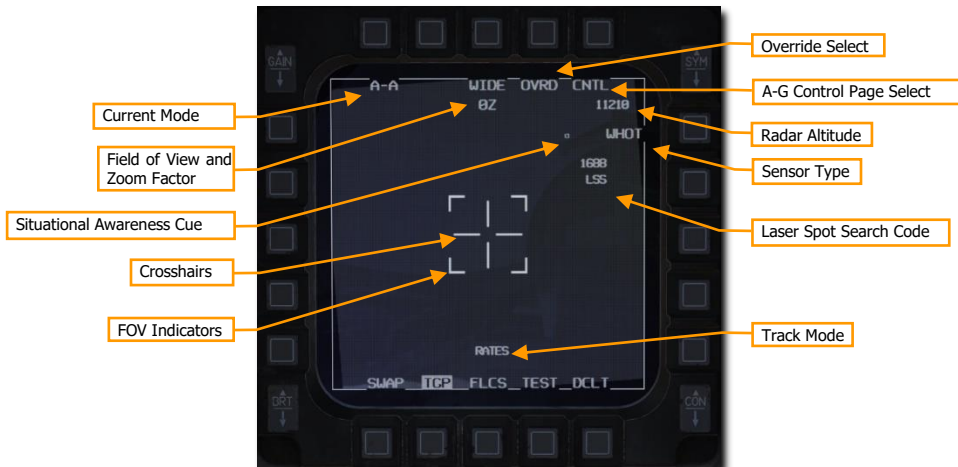 Override Select
A-G Control Page Select
Radar Altitude
Sensor Type
Laser Spot Search Code
Track Mode
Current Mode
Field of View and
Zoom Factor
Situational Awareness Cue
Crosshairs
FOV Indicators
GAIN
SYM
A-A WIDE OVRD CNTL
0Z 11210
WHOT
1688
LSS
RATES
SWAP TGP FLCS TEST DCLT
BRT
CON